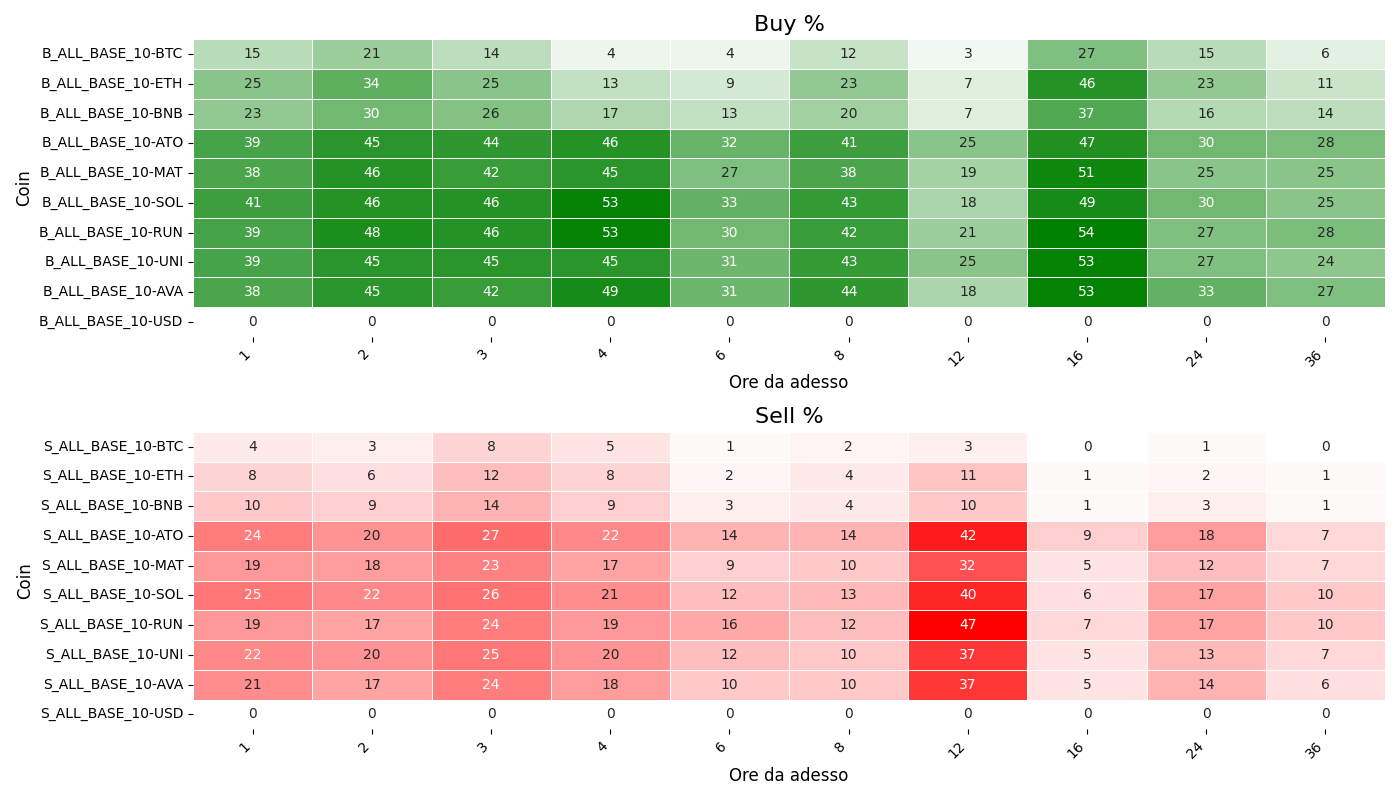 Buy %
B_ALL_BASE_10-BTC 15 21 14 4 4 12 3 27 15 6
B_ALL_BASE_10-ETH 25 34 25 13 9 23 7 46 23 11
B_ALL_BASE_10-BNB 23 30 26 17 13 20 7 37 16 14
B_ALL_BASE_10-ATO 39 45 44 46 32 41 25 47 30 28
B_ALL_BASE_10-MAT 38 46 42 45 27 38 19 51 25 25
B_ALL_BASE_10-SOL 41 46 46 53 33 43 18 49 30 25
B_ALL_BASE_10-RUN 39 48 46 53 30 42 21 54 27 28
B_ALL_BASE_10-UNI 39 45 45 45 31 43 25 53 27 24
B_ALL_BASE_10-AVA 38 45 42 49 31 44 18 53 33 27
B_ALL_BASE_10-USD 0 0 0 0 0 0 0 0 0 0
Coin
1 2 3 4 6 8 12 16 24 36
Ore da adesso
Sell %
S_ALL_BASE_10-BTC 4 3 8 5 1 2 3 0 1 0
S_ALL_BASE_10-ETH 8 6 12 8 2 4 11 1 2 1
S_ALL_BASE_10-BNB 10 9 14 9 3 4 10 1 3 1
S_ALL_BASE_10-ATO 24 20 27 22 14 14 42 9 18 7
S_ALL_BASE_10-MAT 19 18 23 17 9 10 32 5 12 7
S_ALL_BASE_10-SOL 25 22 26 21 12 13 40 6 17 10
S_ALL_BASE_10-RUN 19 17 24 19 16 12 47 7 17 10
S_ALL_BASE_10-UNI 22 20 25 20 12 10 37 5 13 7
S_ALL_BASE_10-AVA 21 17 24 18 10 10 37 5 14 6
S_ALL_BASE_10-USD 0 0 0 0 0 0 0 0 0 0
Coin
1 2 3 4 6 8 12 16 24 36
Ore da adesso